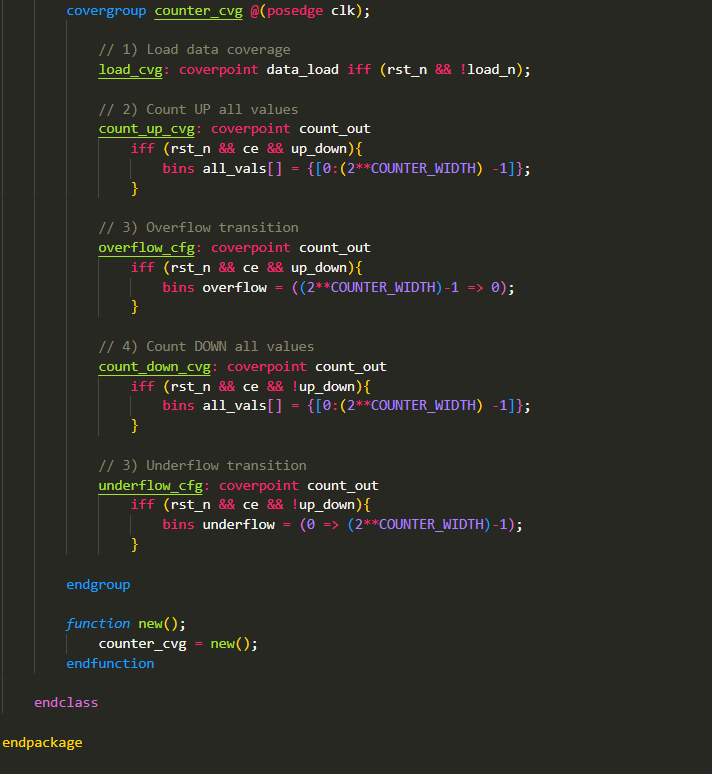 covergroup counter_cvg @(posedge clk);
// 1) Load data coverage
load_cvg: coverpoint data_load iff (rst_n && !load_n);
// 2) Count UP all values
count_up_cvg: coverpoint count_out
iff (rst_n && ce && up_down){
bins all_vals[] = {[0:(2**COUNTER_WIDTH) -1]};
}
// 3) Overflow transition
overflow_cfg: coverpoint count_out
iff (rst_n && ce && up_down){
bins overflow = ((2**COUNTER_WIDTH)-1 => 0);
}
// 4) Count DOWN all values
count_down_cvg: coverpoint count_out
iff (rst_n && ce && !up_down){
bins all_vals[] = {[0:(2**COUNTER_WIDTH) -1]};
}
// 3) Underflow transition
underflow_cfg: coverpoint count_out
iff (rst_n && ce && !up_down){
bins underflow = (0 => (2**COUNTER_WIDTH)-1);
}
endgroup
function new();
counter_cvg = new();
endfunction
endclass
endpackage